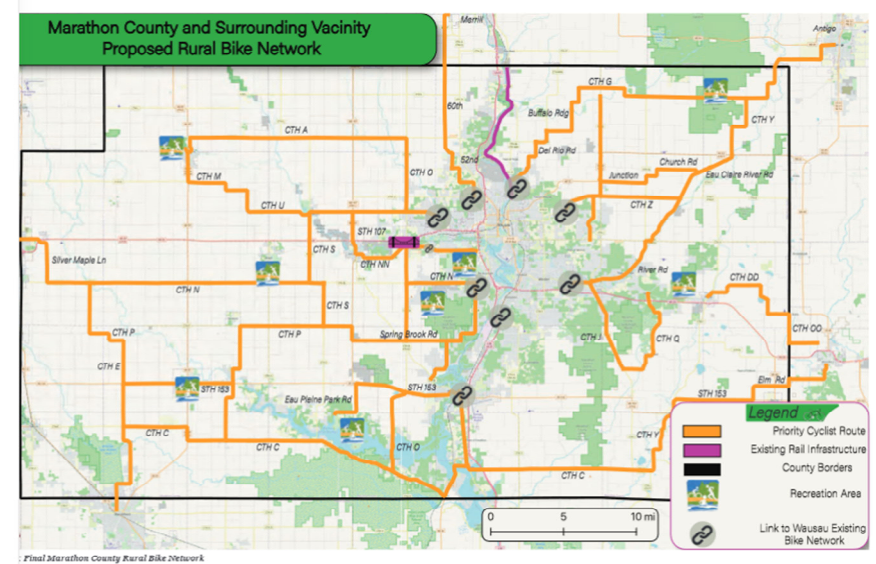 Marathon County and Surrounding Vacinity
Proposed Rural Bike Network
Merrill
Antigo
60th
CTH G
Buffalo Rdg
CTH Y
CTH A
52nd
Del Rio Rd
CTH O
Church Rd
CTH M
Junction
Eau Claire River Rd
CTH U
CTH Z
STH 107
CTH S
Silver Maple Ln
CTH NN
CTH N
River Rd
CTH DD
CTH N
CTH S
CTH P
CTH P
Spring Brook Rd
CTH J
CTH Q
CTH OO
CTH E
STH 153
STH 153
Elm Rd
STH 153
Eau Pleine Park Rd
CTH C
CTH C
CTH O
CTH Y
CTH C
Legend
Priority Cyclist Route
Existing Rail Infrastructure
County Borders
Recreation Area
Link to Wausau Existing
Bike Network
0 5 10 mi
: Final Marathon County Rural Bike Network